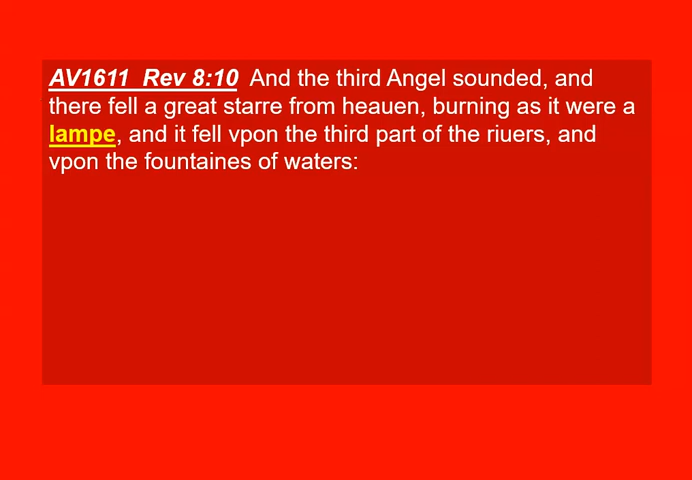 AV1611 Rev 8:10 And the third Angel sounded, and
there fell a great starre from heauen, burning as it were a
lampe, and it fell vpon the third part of the riuers, and
vpon the fountaines of waters: